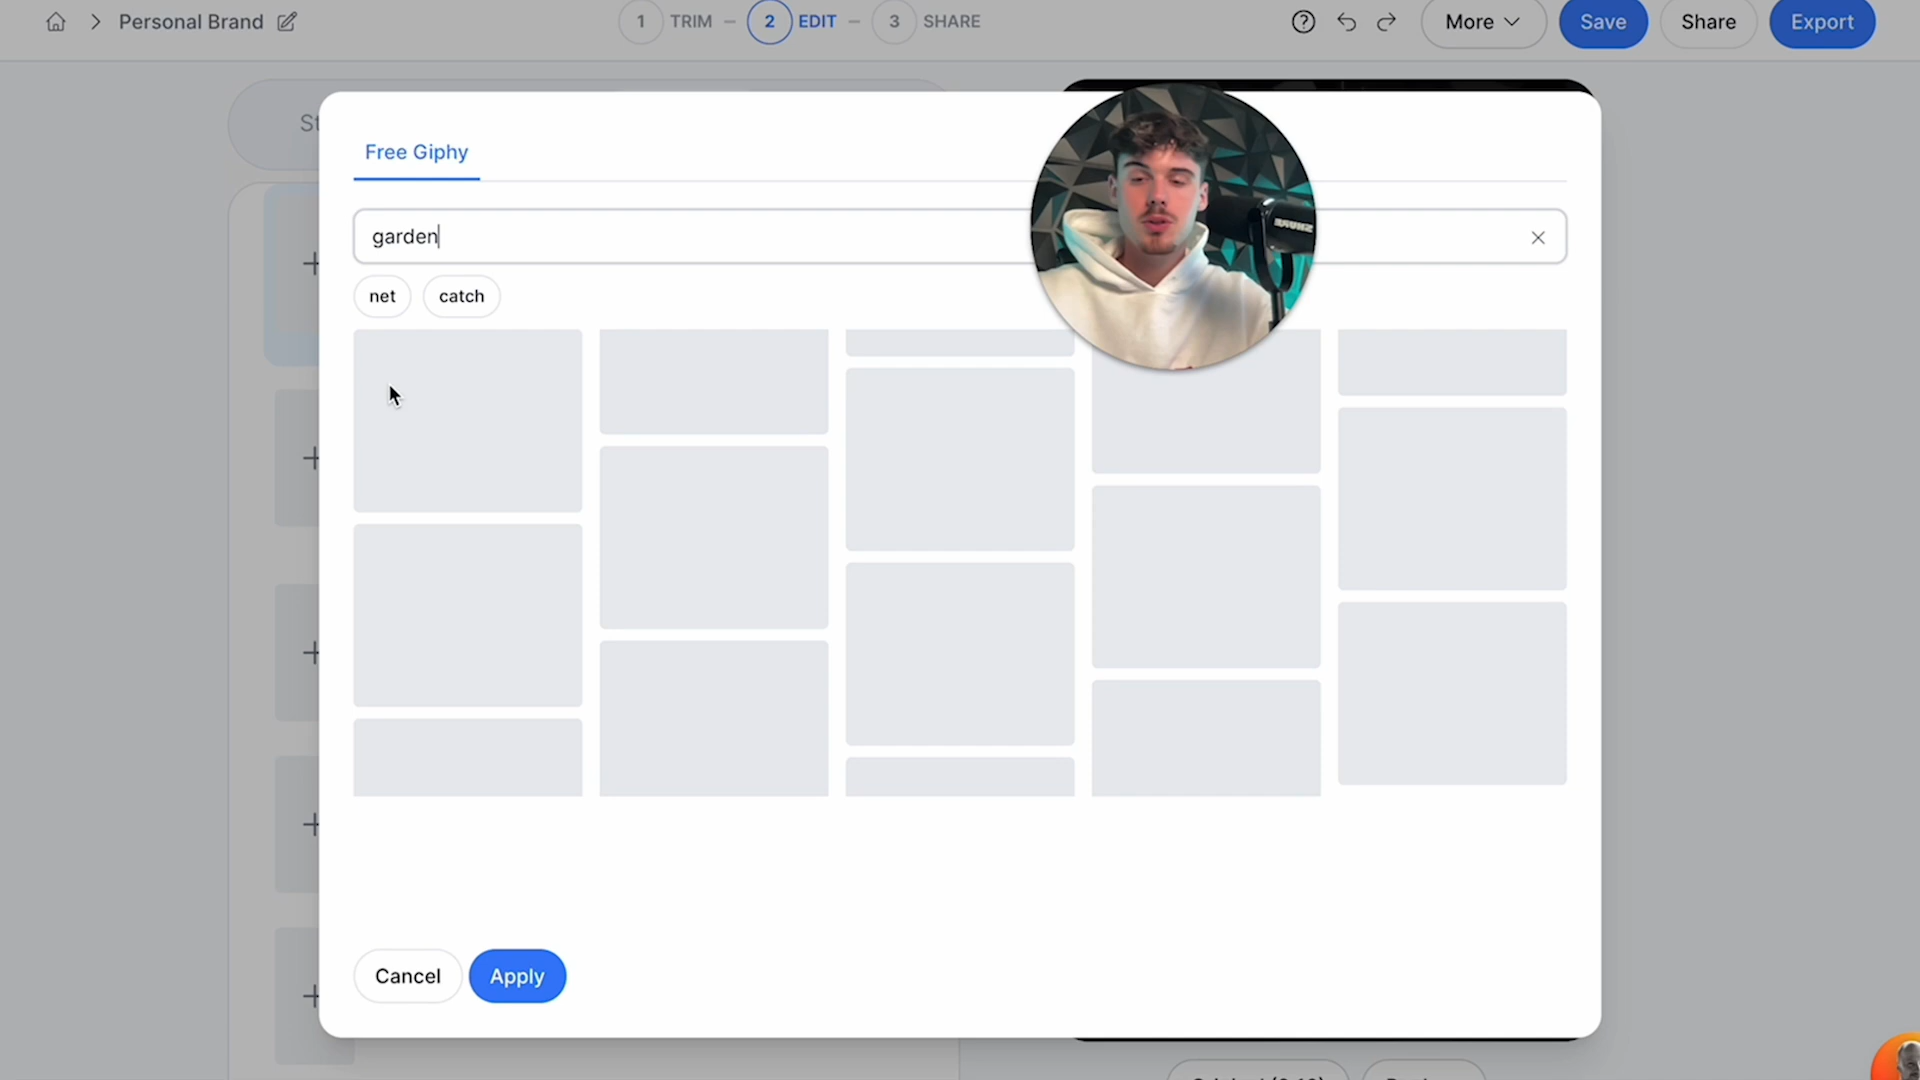 Personal Brand
1 TRIM
2 EDIT
3 SHARE
More
Save
Share
Export
St
Free Giphy
garden
net
catch
Cancel
Apply